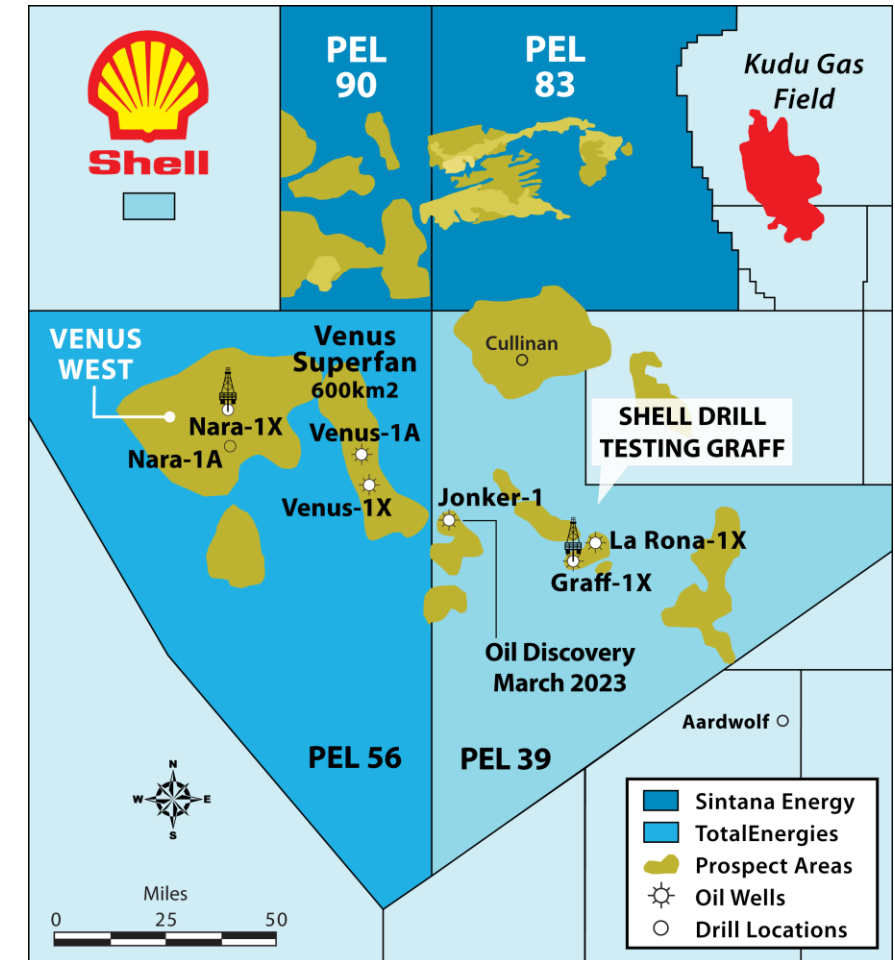 Shell
PEL
90
PEL
83
Kudu Gas
Field
VENUS
WEST
Venus
Superfan
600km2
Cullinan
Nara-1X
Nara-1A
Venus-1A
Venus-1X
SHELL DRILL
TESTING GRAFF
Jonker-1
La Rona-1X
Graff-1X
Oil Discovery
March 2023
Aardwolf
PEL 56
PEL 39
N
W
E
S
Miles
0 25 50
Sintana Energy
TotalEnergies
Prospect Areas
Oil Wells
Drill Locations